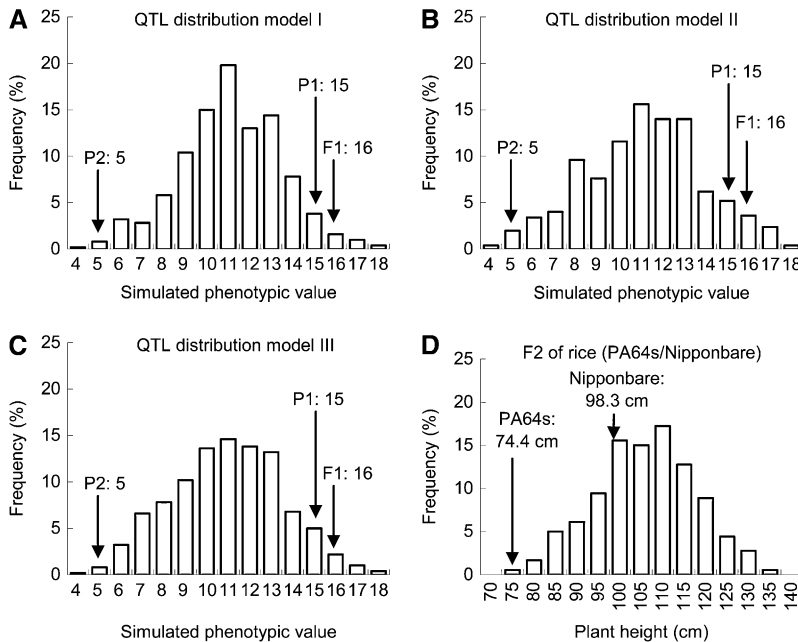 A
QTL distribution model I
25
20
15
10
5
0
Frequency (%)
P2: 5
P1: 15
F1: 16
4 5 6 7 8 9 10 11 12 13 14 15 16 17 18
Simulated phenotypic value
B
QTL distribution model II
25
20
15
10
5
0
Frequency (%)
P2: 5
P1: 15
F1: 16
4 5 6 7 8 9 10 11 12 13 14 15 16 17 18
Simulated phenotypic value
C
QTL distribution model III
25
20
15
10
5
0
Frequency (%)
P2: 5
P1: 15
F1: 16
4 5 6 7 8 9 10 11 12 13 14 15 16 17 18
Simulated phenotypic value
D
F2 of rice (PA64s/Nipponbare)
25
20
15
10
5
0
Frequency (%)
Nipponbare:
98.3 cm
PA64s:
74.4 cm
70 75 80 85 90 95 100 105 110 115 120 125 130 135 140
Plant height (cm)